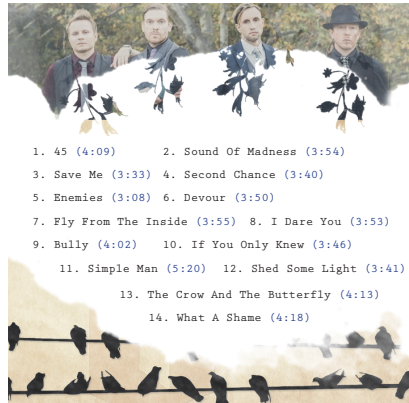 1. 45 (4:09) 2. Sound Of Madness (3:54)
3. Save Me (3:33) 4. Second Chance (3:40)
5. Enemies (3:08) 6. Devour (3:50)
7. Fly From The Inside (3:55) 8. I Dare You (3:53)
9. Bully (4:02) 10. If You Only Knew (3:46)
11. Simple Man (5:20) 12. Shed Some Light (3:41)
13. The Crow And The Butterfly (4:13)
14. What A Shame (4:18)